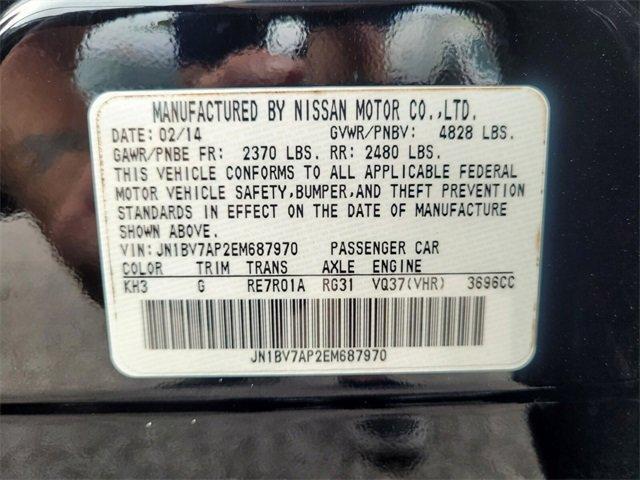 MANUFACTURED BY NISSAN MOTOR CO.,LTD.
DATE: 02/14 GVWR/PNBV: 4828 LBS.
GAWR/PNBE FR: 2370 LBS. RR: 2480 LBS.
THIS VEHICLE CONFORMS TO ALL APPLICABLE FEDERAL
MOTOR VEHICLE SAFETY,BUMPER,AND THEFT PREVENTION
STANDARDS IN EFFECT ON THE DATE OF MANUFACTURE
SHOWN ABOVE.
VIN:JN1BV7AP2EM687970 PASSENGER CAR
COLOR TRIM TRANS AXLE ENGINE
KH3 G RE7R01A RG31 VQ37(VHR) 3696CC
JN1BV7AP2EM687970